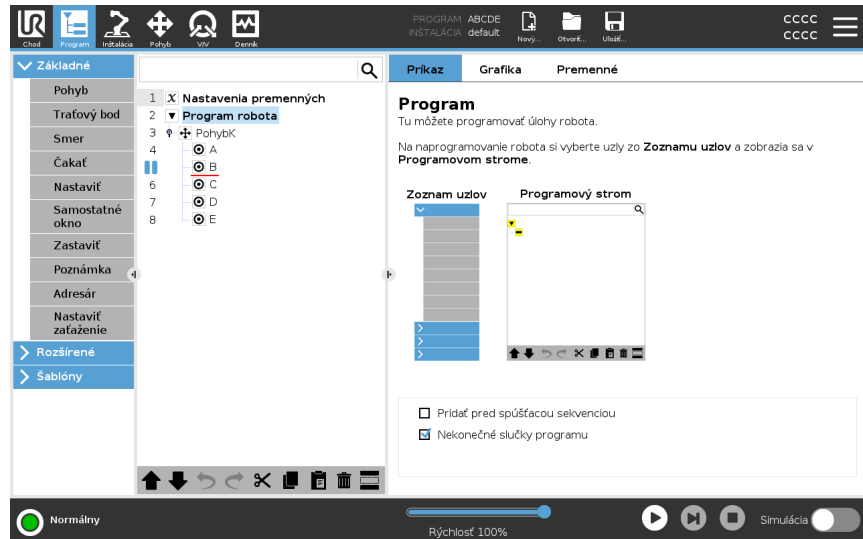 UR
Chod
Program
Inštalácia
Pohyb
V/V
Denník
PROGRAM ABCDE
INŠTALÁCIA default
Nový...
Otvoriť...
Uložiť...
CCCC
CCCC
Základné
Pohyb
Traťový bod
Smer
Čakať
Nastaviť
Samostatné
okno
Zastaviť
Poznámka
Adresár
Nastaviť
zaťaženie
Rozšírené
Šablóny
1 X Nastavenia premenných
2 Program robota
3 PohybK
4 A
B
6 C
7 D
8 E
Príkaz
Grafika
Premenné
Program
Tu môžete programovať úlohy robota.
Na naprogramovanie robota si vyberte uzly zo Zoznamu uzlov a zobrazia sa v
Programovom strome.
Zoznam uzlov
Programový strom
Pridať pred spúšťacou sekvenciou
Nekonečné slučky programu
Normálny
Rýchlosť 100%
Simulácia